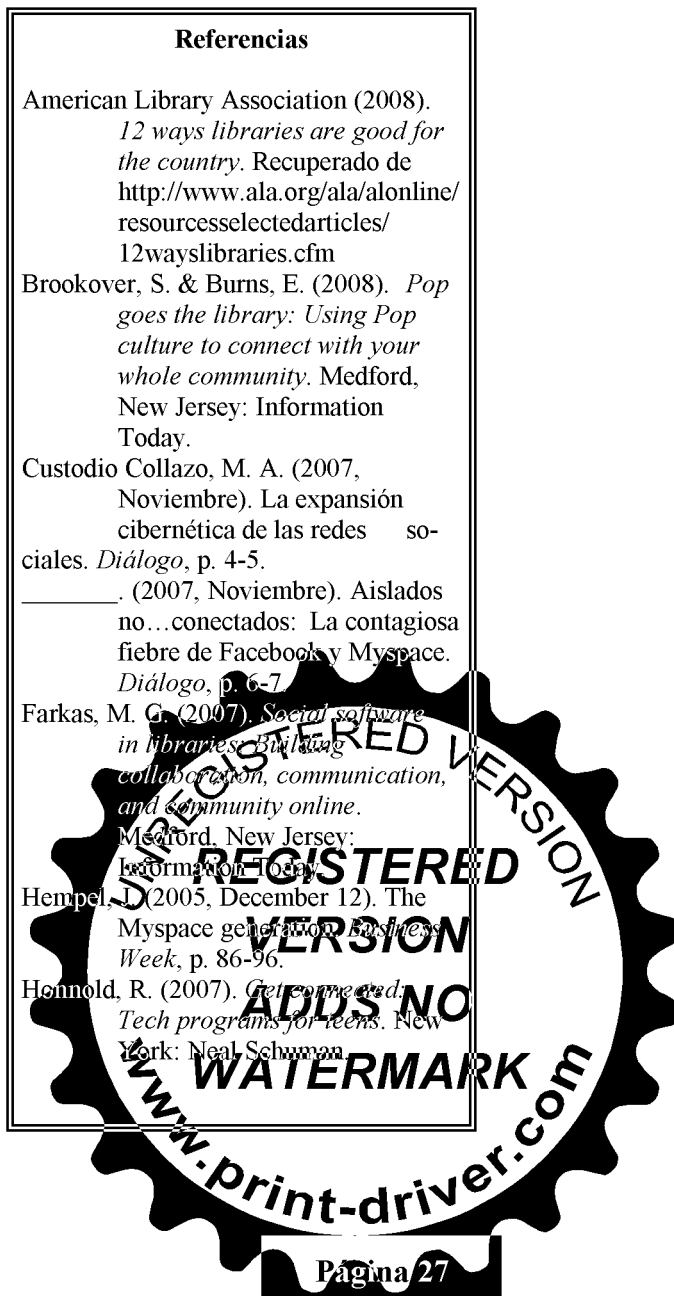 Referencias
American Library Association (2008).
12 ways libraries are good for
the country. Recuperado de
http://www.ala.org/ala/alonline/
resourcesselectedarticles/
12wayslibraries.cfm
Brookover, S. & Burns, E. (2008). Pop
goes the library: Using Pop
culture to connect with your
whole community. Medford,
New Jersey: Information
Today.
Custodio Collazo, M. A. (2007,
Noviembre). La expansión
cibernética de las redes so-
ciales. Diálogo, p. 4-5.
________. (2007, Noviembre). Aislados
no…conectados: La contagiosa
fiebre de Facebook y Myspace.
Diálogo, p. 6-7.
Farkas, M. G. (2007). Social software
in libraries: Building
collaboration, communication,
and community online.
Medford, New Jersey:
Information Today.
Hempel, J. (2005, December 12). The
Myspace generation. Business
Week, p. 86-96.
Honnold, R. (2007). Get connected:
Tech programs for teens. New
York: Neal Schuman.
UNREGISTERED VERSION
REGISTERED
VERSION
ADDS NO
WATERMARK
www.print-driver.com
Página 27